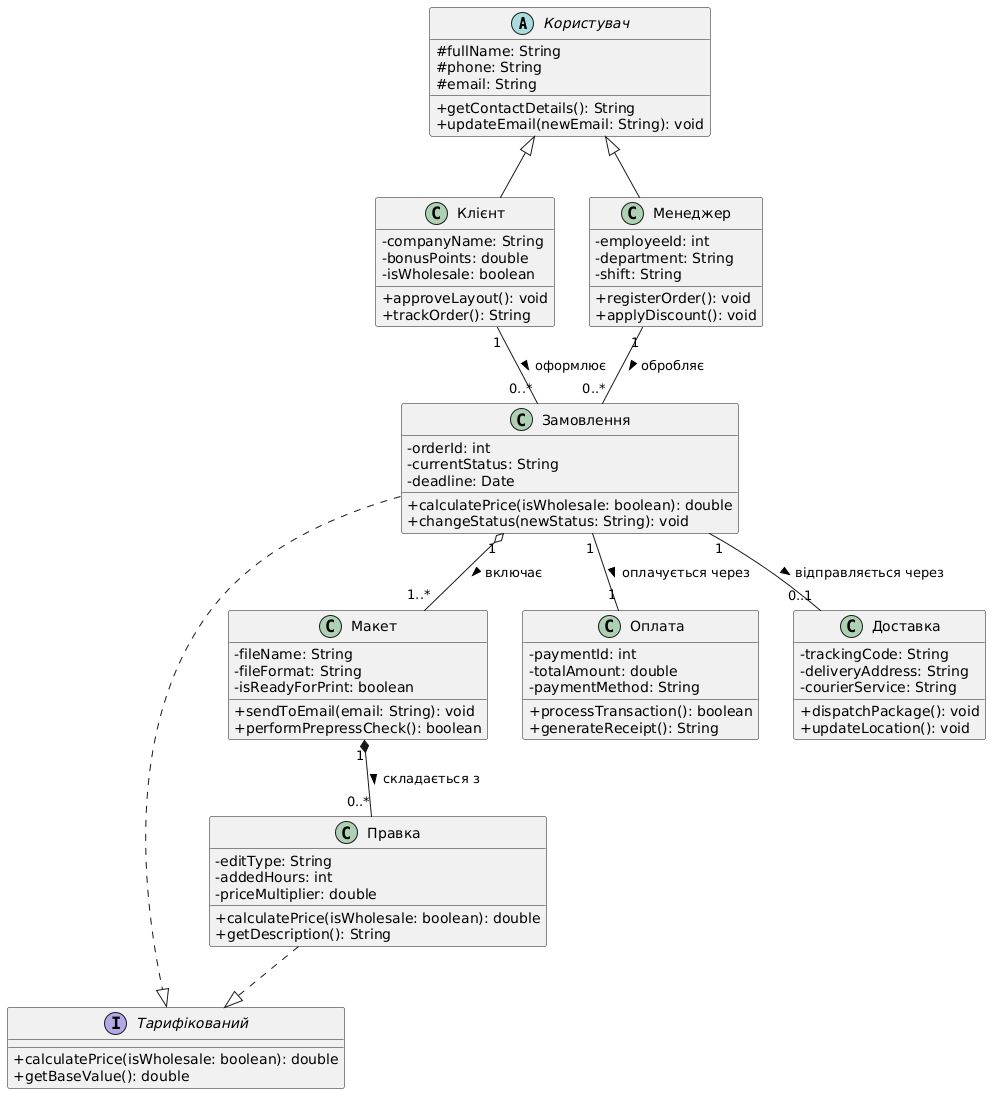 A Користувач
#fullName: String
#phone: String
#email: String
+getContactDetails(): String
+updateEmail(newEmail: String): void
C Клієнт
-companyName: String
-bonusPoints: double
-isWholesale: boolean
+approveLayout(): void
+trackOrder(): String
C Менеджер
-employeeId: int
-department: String
-shift: String
+registerOrder(): void
+applyDiscount(): void
1
оформлює
0..*
1
обробляє
0..*
C Замовлення
-orderId: int
-currentStatus: String
-deadline: Date
+calculatePrice(isWholesale: boolean): double
+changeStatus(newStatus: String): void
1
включає
1..*
1
оплачується через
1
1
відправляється через
0..1
C Макет
-fileName: String
-fileFormat: String
-isReadyForPrint: boolean
+sendToEmail(email: String): void
+performPrepressCheck(): boolean
C Оплата
-paymentId: int
-totalAmount: double
-paymentMethod: String
+processTransaction(): boolean
+generateReceipt(): String
C Доставка
-trackingCode: String
-deliveryAddress: String
-courierService: String
+dispatchPackage(): void
+updateLocation(): void
1
складається з
0..*
C Правка
-editType: String
-addedHours: int
-priceMultiplier: double
+calculatePrice(isWholesale: boolean): double
+getDescription(): String
I Тарифікований
+calculatePrice(isWholesale: boolean): double
+getBaseValue(): double